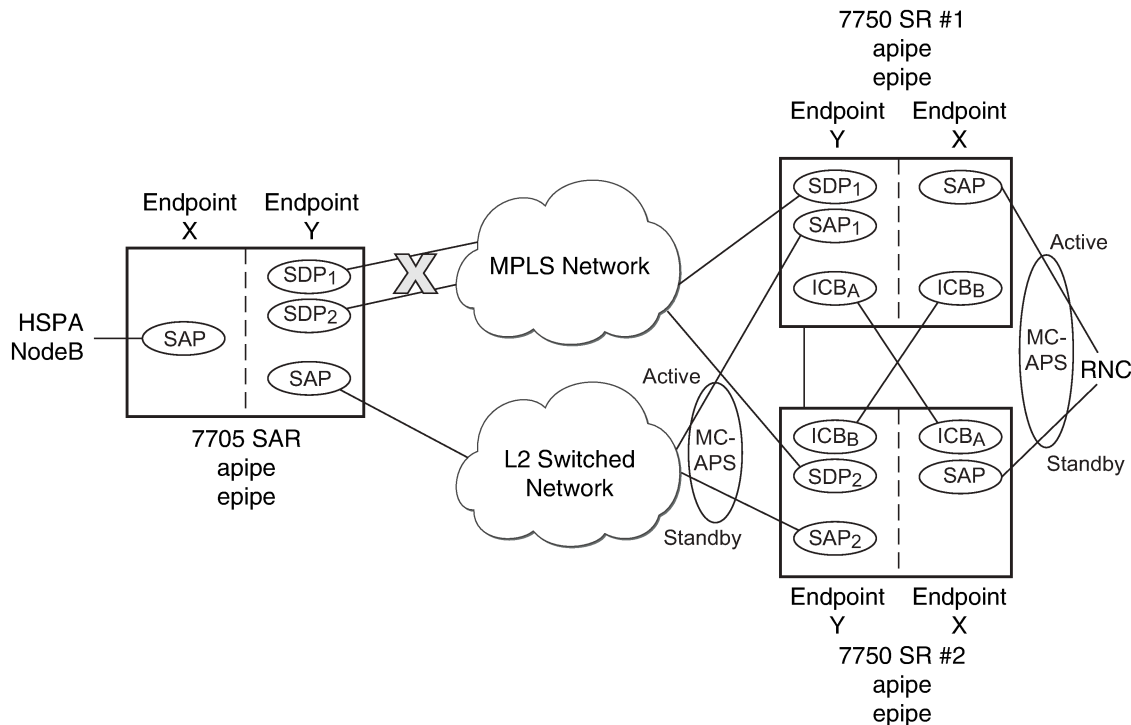 7750 SR #1
apipe
epipe
Endpoint
Y
Endpoint
X
SDP1
SAP
SAP1
ICBA
ICBB
Active
MC-
APS
RNC
Standby
Endpoint
X
Endpoint
Y
SDP1
SDP2
SAP
SAP
HSPA
NodeB
7705 SAR
apipe
epipe
X
MPLS Network
L2 Switched
Network
Active
MC-
APS
Standby
ICBB
ICBA
SDP2
SAP
SAP2
Endpoint
Y
Endpoint
X
7750 SR #2
apipe
epipe